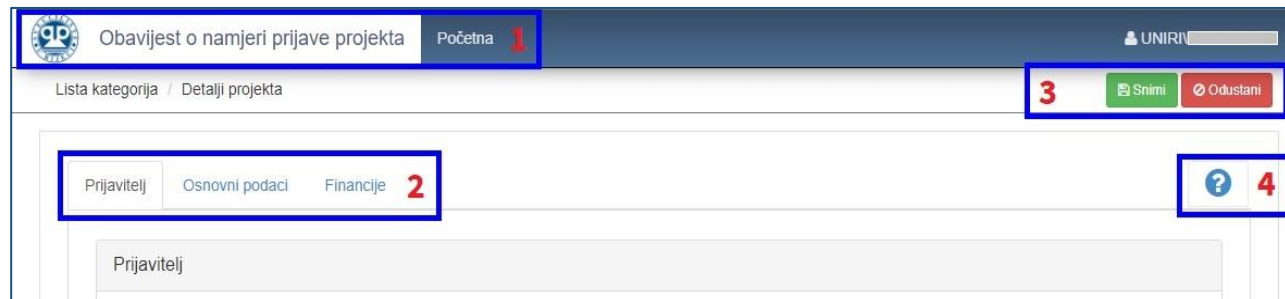 Obavijest o namjeri prijave projekta Početna 1 UNIRI\
Lista kategorija / Detalji projekta 3 Snimi Odustani
Prijavitelj Osnovni podaci Financije 2 ? 4
Prijavitelj